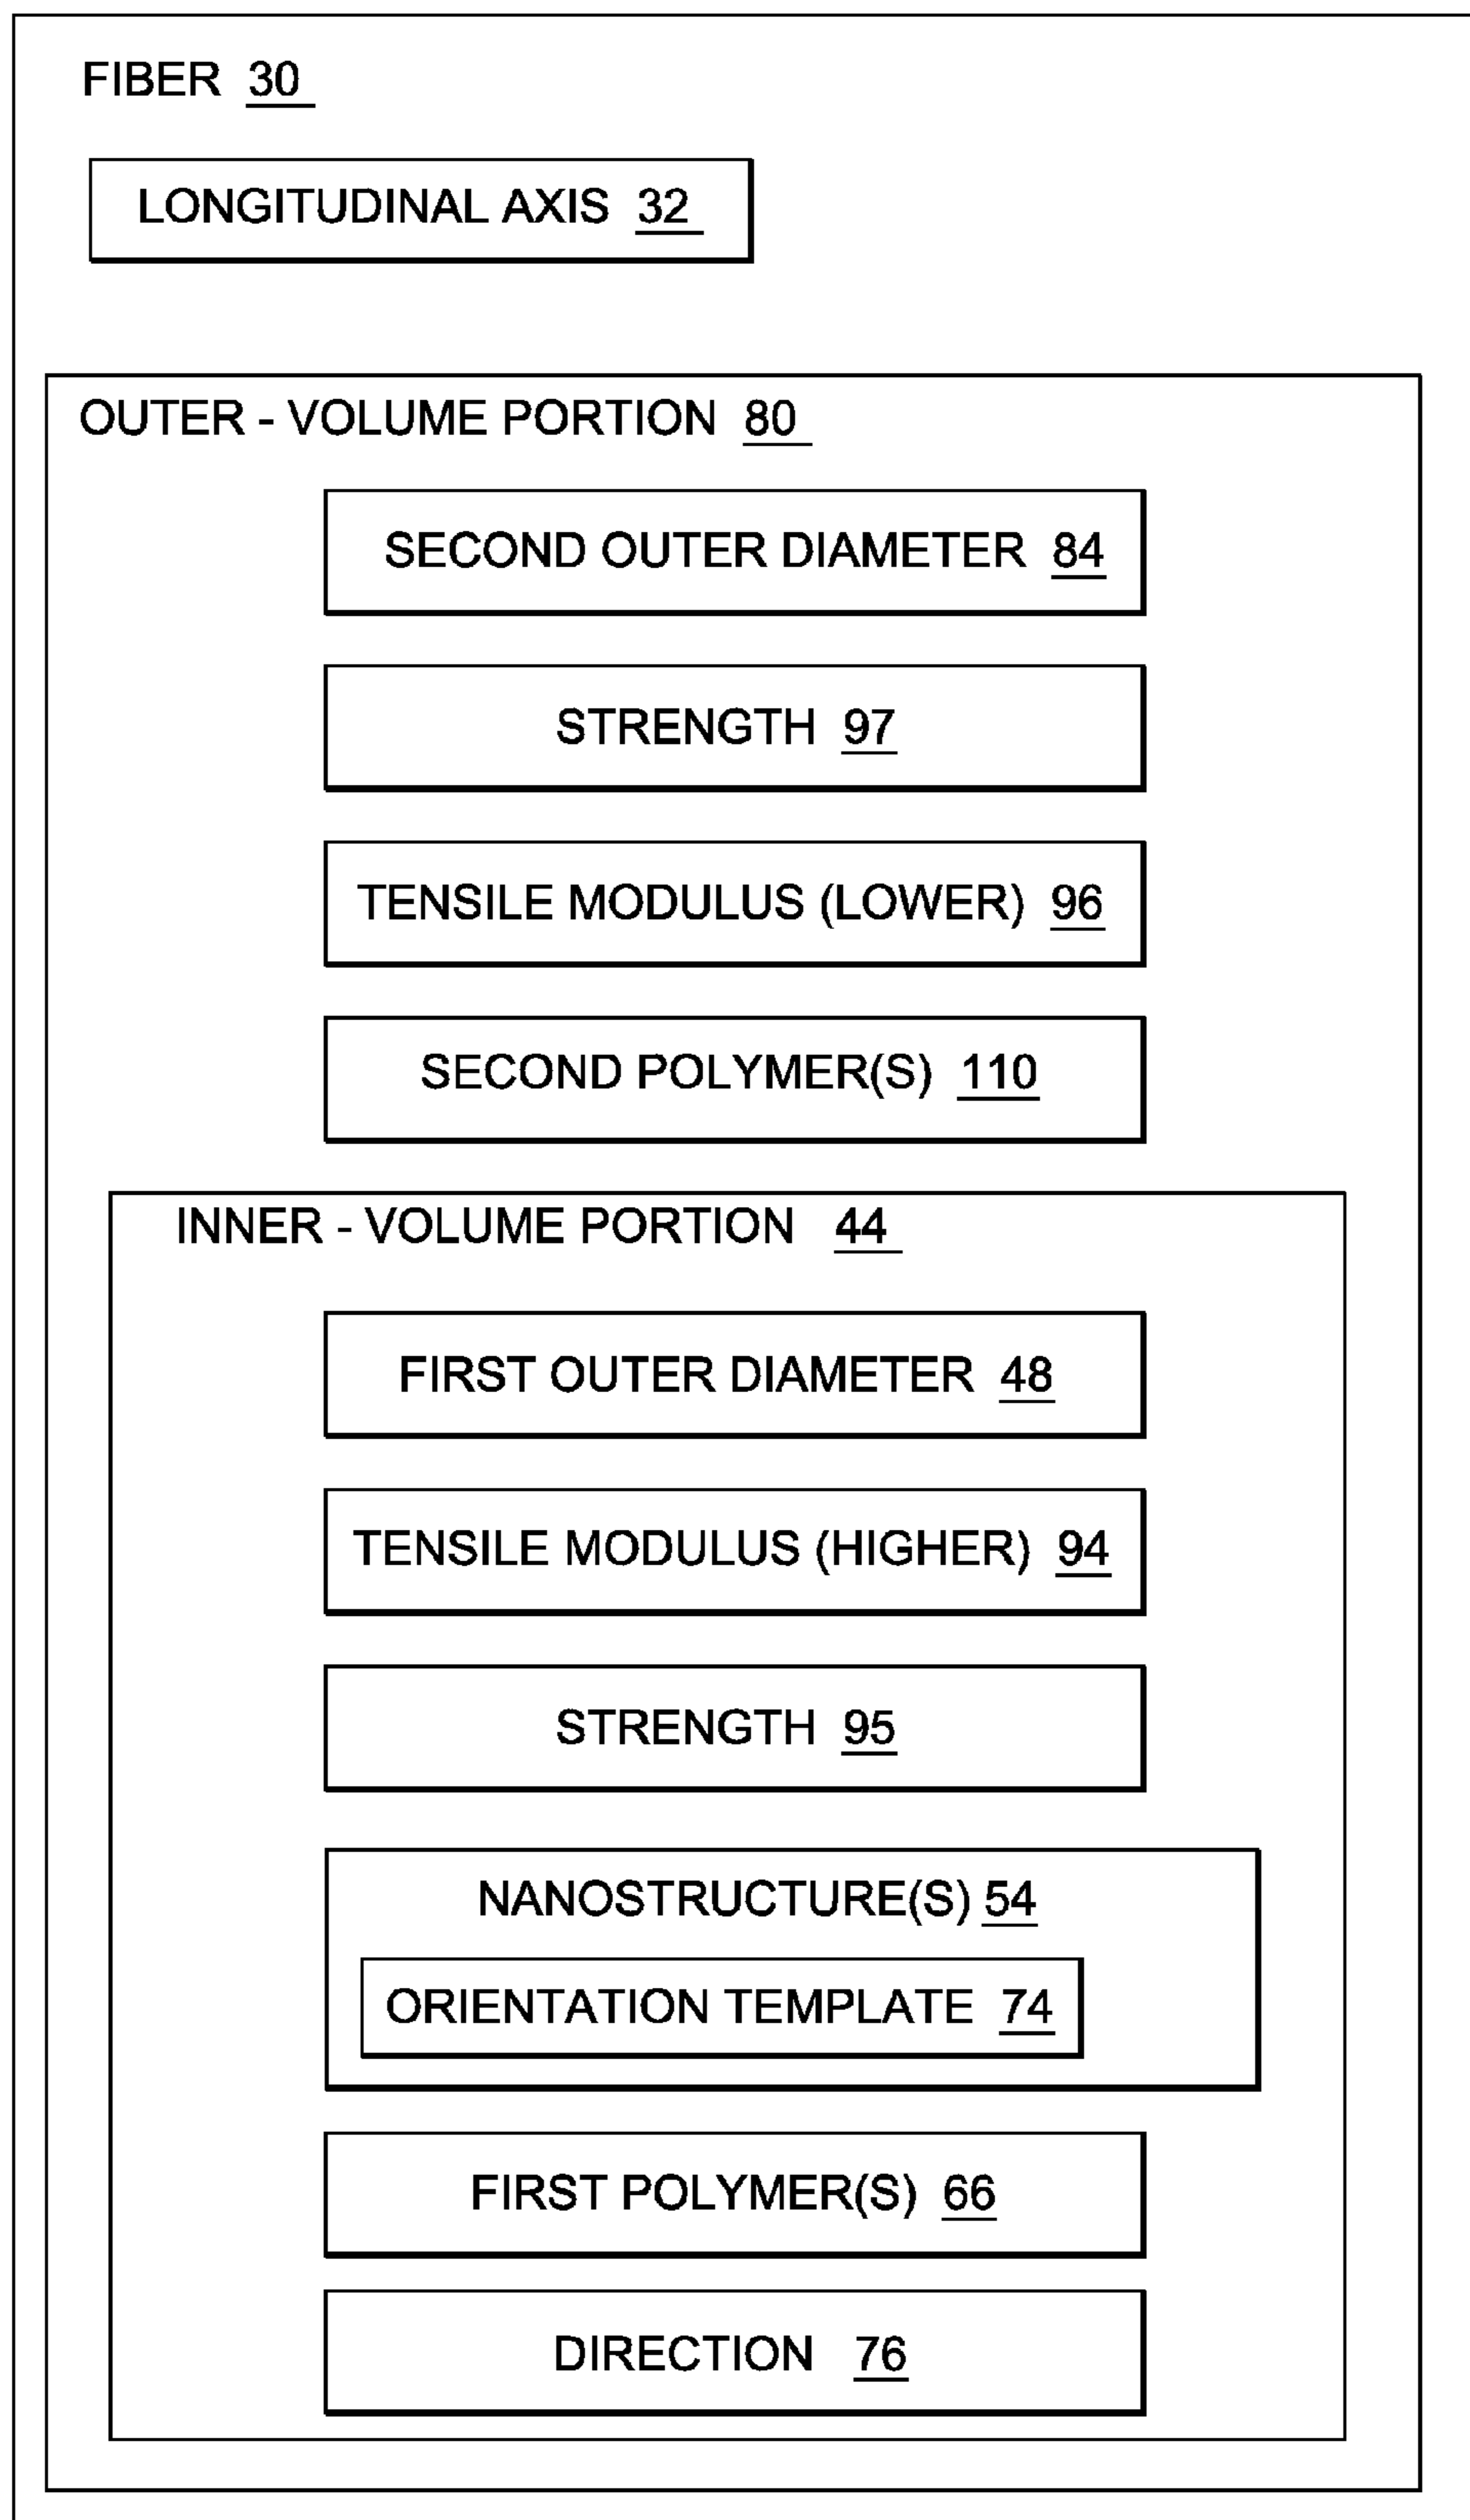 FIBER 30
LONGITUDINAL AXIS 32
OUTER - VOLUME PORTION 80
SECOND OUTER DIAMETER 84
STRENGTH 97
TENSILE MODULUS (LOWER) 96
SECOND POLYMER(S) 110
INNER - VOLUME PORTION 44
FIRST OUTER DIAMETER 48
TENSILE MODULUS (HIGHER) 94
STRENGTH 95
NANOSTRUCTURE(S) 54
ORIENTATION TEMPLATE 74
FIRST POLYMER(S) 66
DIRECTION 76